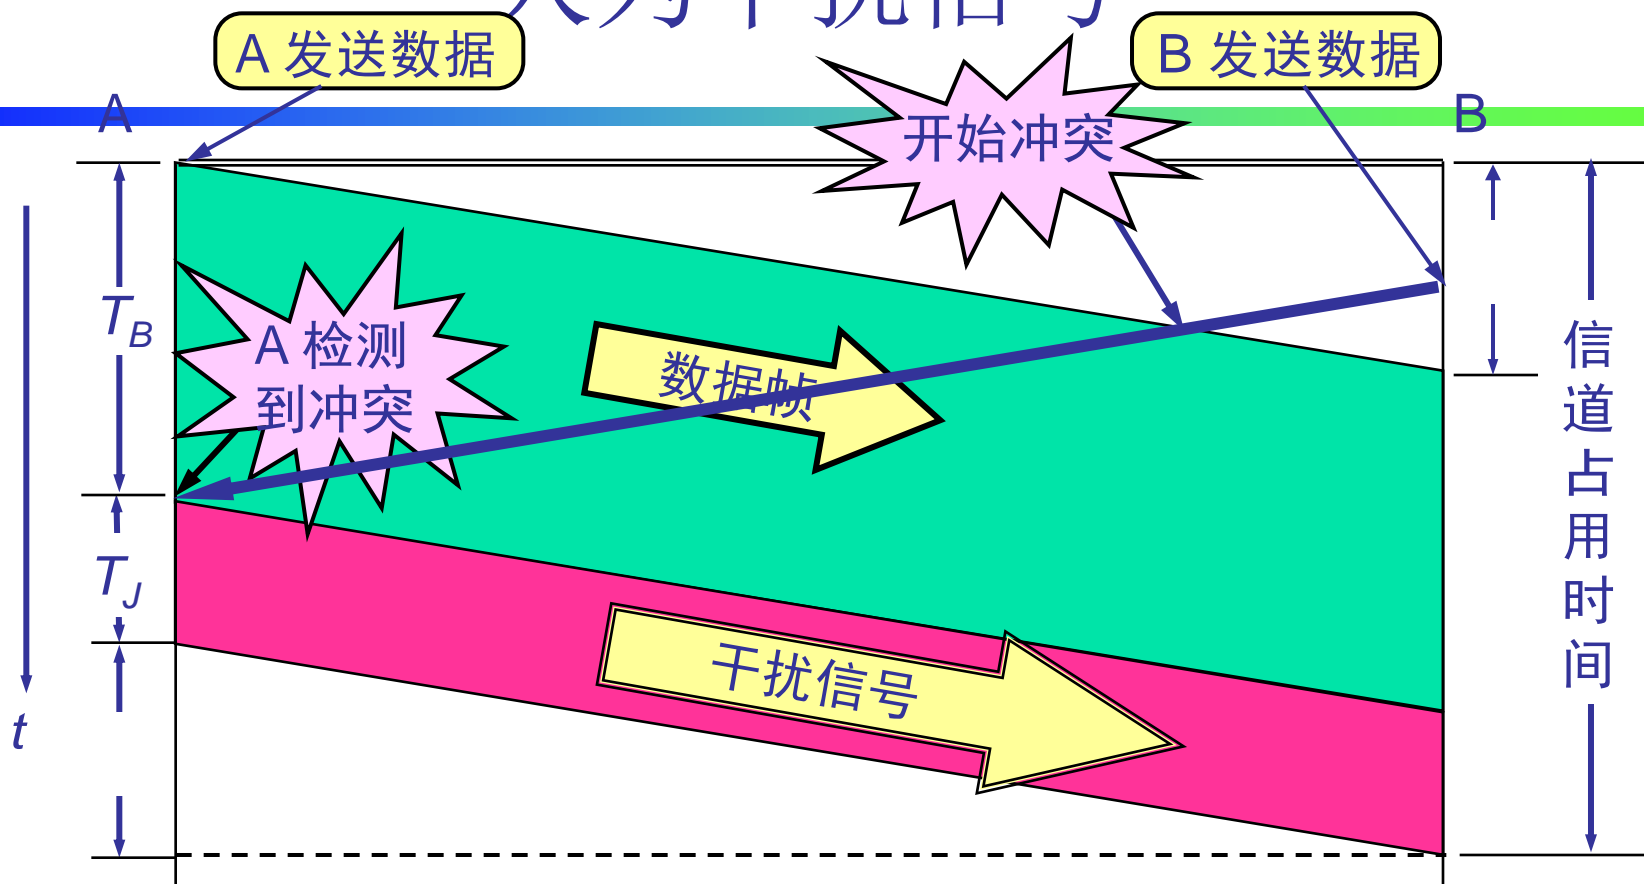 A 发送数据
B 发送数据
A
B
开始冲突
T_B
A 检测
到冲突
数据帧
信道占用时间
T_J
干扰信号
t